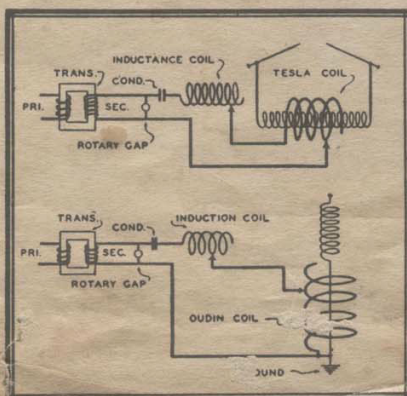 INDUCTANCE COIL
TRANS.
COND.
TESLA COIL
PRI.
SEC.
ROTARY GAP
TRANS.
COND.
INDUCTION COIL
PRI.
SEC.
ROTARY GAP
OUDIN COIL